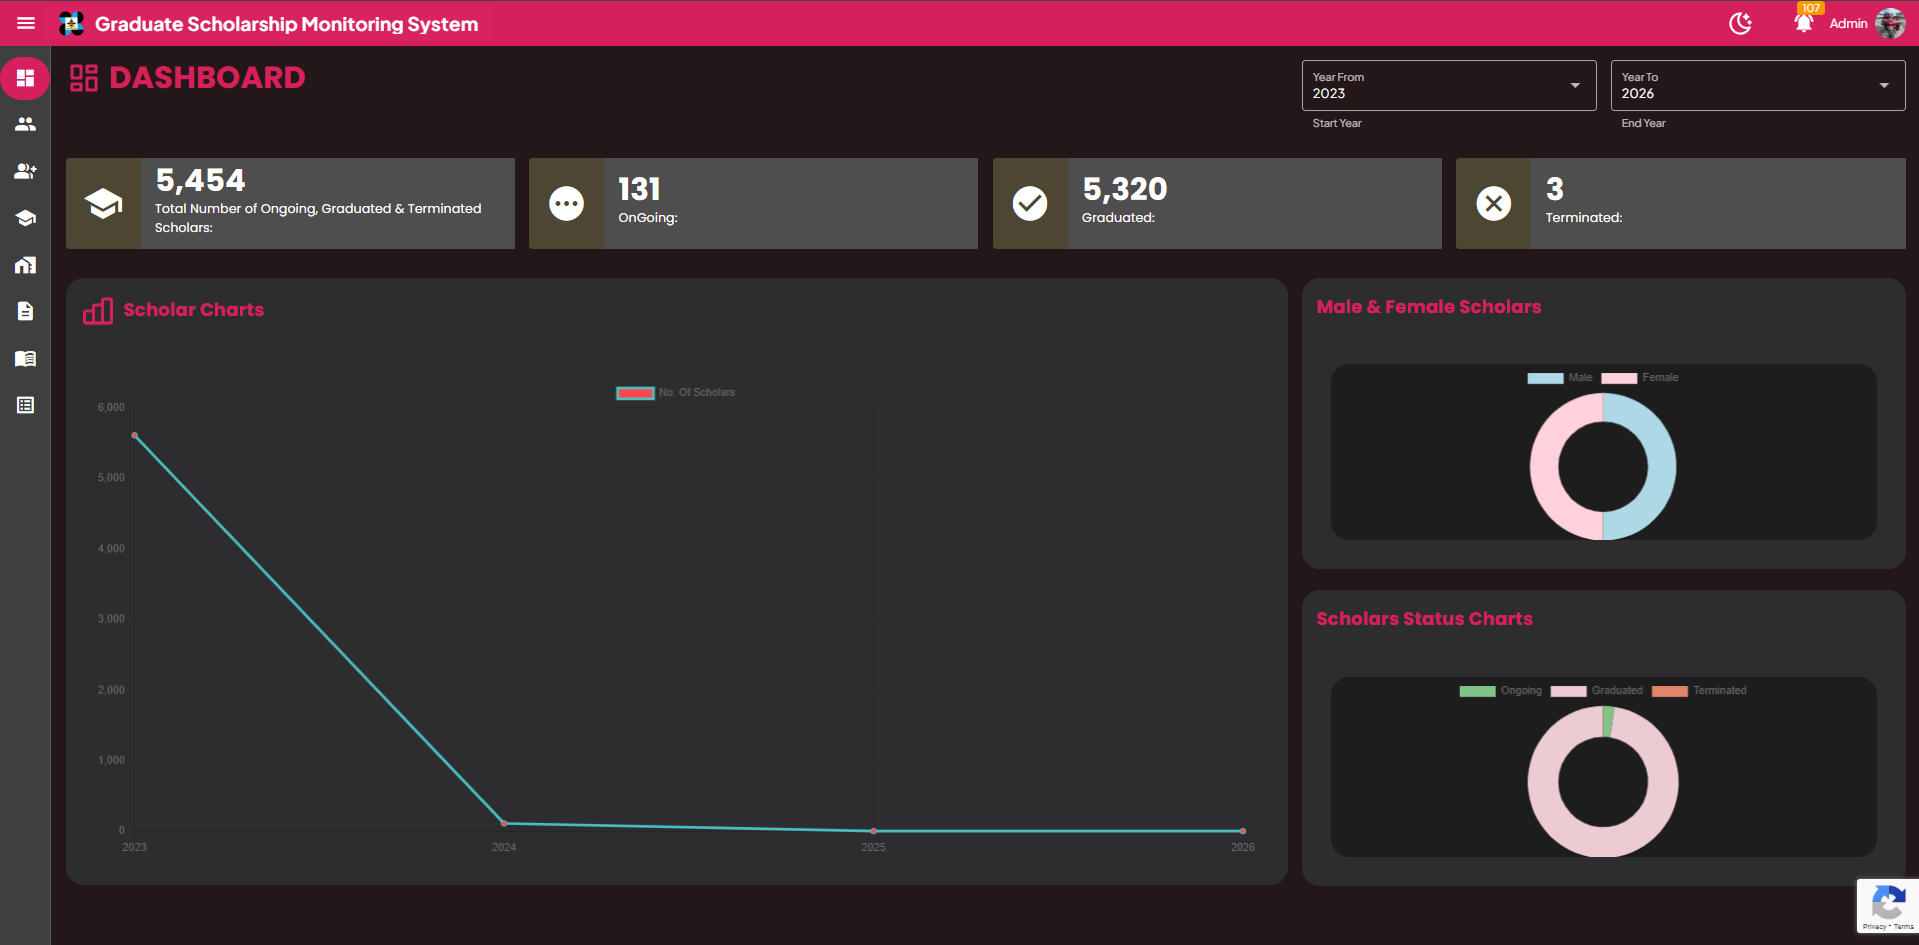 Graduate Scholarship Monitoring System
107
Admin
DASHBOARD
Year From
2023
Start Year
Year To
2026
End Year
5,454
Total Number of Ongoing, Graduated & Terminated
Scholars:
131
OnGoing:
5,320
Graduated:
3
Terminated:
Scholar Charts
No. Of Scholars
6,000
5,000
4,000
3,000
2,000
1,000
0
2023
2024
2025
2026
Male & Female Scholars
Male
Female
Scholars Status Charts
Ongoing
Graduated
Terminated
Privacy - Terms